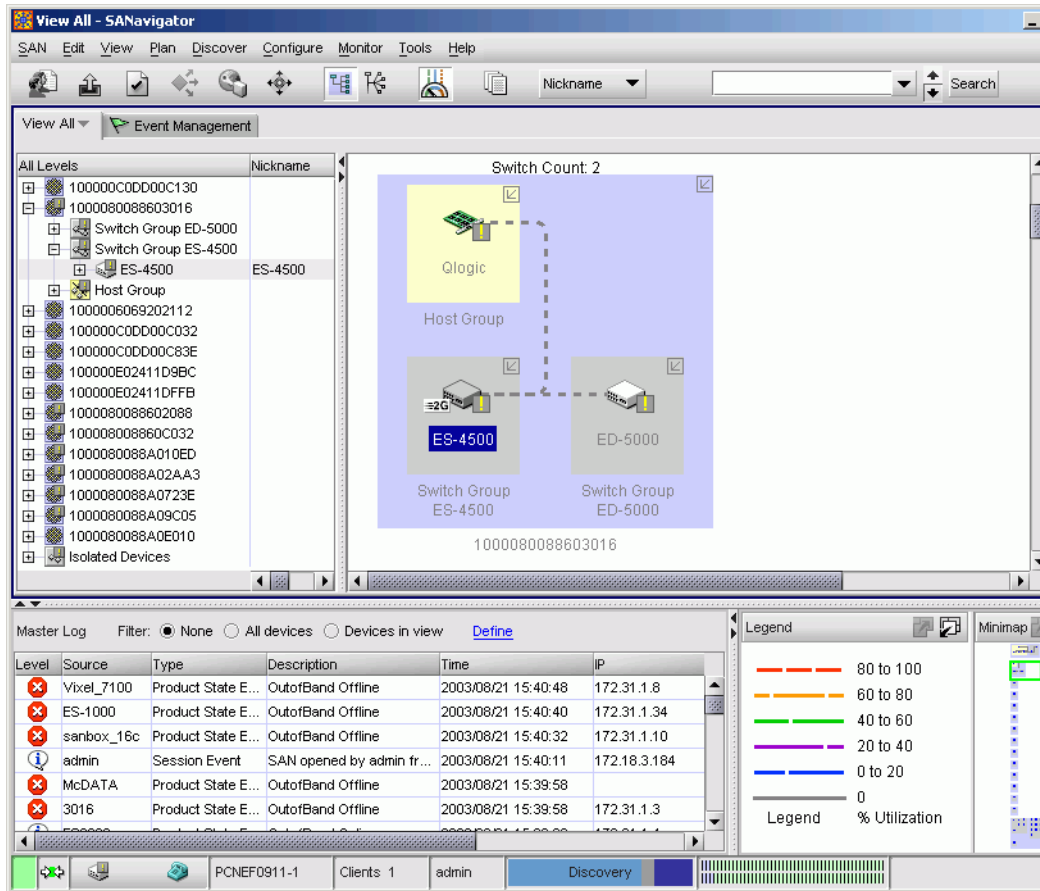 View All - SANavigator
SAN Edit View Plan Discover Configure Monitor Tools Help
Nickname Search
View All Event Management
All Levels Nickname
100000C0DD00C130
1000080088603016
Switch Group ED-5000
Switch Group ES-4500
ES-4500 ES-4500
Host Group
1000006069202112
100000C0DD00C032
100000C0DD00C83E
100000E02411D9BC
100000E02411DFFB
1000080088602088
100008008860C032
1000080088A010ED
1000080088A02AA3
1000080088A0723E
1000080088A09C05
1000080088A0E010
Isolated Devices
Switch Count: 2
Qlogic
Host Group
2G
ES-4500 ED-5000
Switch Group Switch Group
ES-4500 ED-5000
1000080088603016
Master Log Filter: None All devices Devices in view Define
Level Source Type Description Time IP
Vixel_7100 Product State E... OutofBand Offline 2003/08/21 15:40:48 172.31.1.8
ES-1000 Product State E... OutofBand Offline 2003/08/21 15:40:40 172.31.1.34
sanbox_16c Product State E... OutofBand Offline 2003/08/21 15:40:32 172.31.1.10
admin Session Event SAN opened by admin fr... 2003/08/21 15:40:11 172.18.3.184
McDATA Product State E... OutofBand Offline 2003/08/21 15:39:58
3016 Product State E... OutofBand Offline 2003/08/21 15:39:58 172.31.1.3
Legend
80 to 100
60 to 80
40 to 60
20 to 40
0 to 20
0
Legend % Utilization
Minimap
PCNEF0911-1 Clients 1 admin Discovery